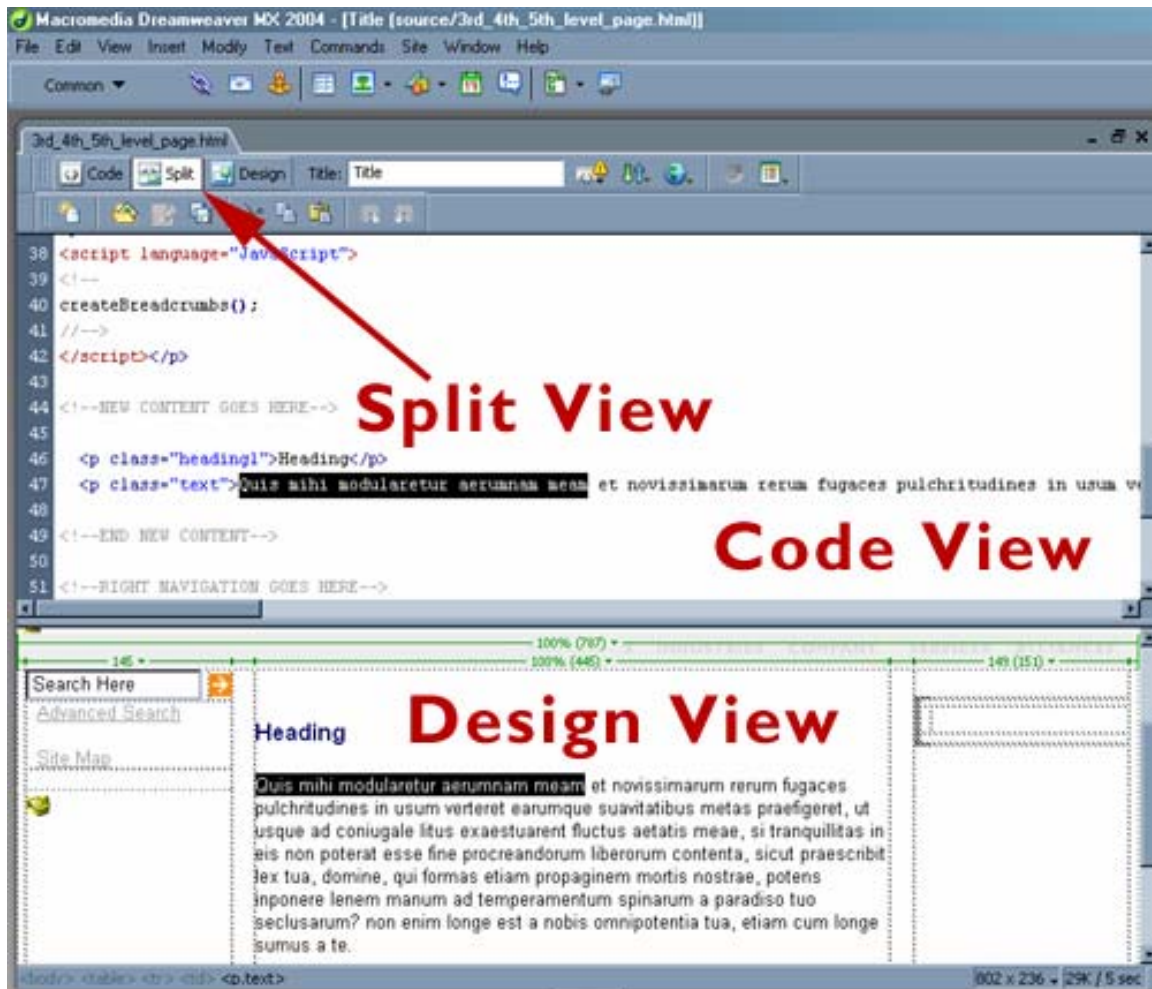 Macromedia Dreamweaver MX 2004 - [Title (source/3rd_4th_5th_level_page.html)]
File Edit View Insert Modify Text Commands Site Window Help
Common
3rd_4th_5th_level_page.html
Code Split Design Title: Title
38 <script language="JavaScript">
39 <!--
40 createBreadcrumbs();
41 //-->
42 </script></p>
43
Split View
44 <!--NEW CONTENT GOES HERE-->
45
46 <p class="heading1">Heading</p>
47 <p class="text">Quis mihi modularetur aerumnam meam et novissimarum rerum fugaces pulchritudines in usum ve
48
Code View
49 <!--END NEW CONTENT-->
50
51 <!--RIGHT NAVIGATION GOES HERE-->
100% (787)
INDUSTRIES COMPANY
145 100% (445) 149 (151)
Search Here
Advanced Search
Site Map
Design View
Heading
Quis mihi modularetur aerumnam meam et novissimarum rerum fugaces
pulchritudines in usum verteret earumque suavitatibus metas praefigeret, ut
usque ad coniugale litus exaestuarent fluctus aetatis meae, si tranquillitas in
eis non poterat esse fine procreandorum liberorum contenta, sicut praescribit
lex tua, domine, qui formas etiam propaginem mortis nostrae, potens
inponere lenem manum ad temperamentum spinarum a paradiso tuo
seclusarum? non enim longe est a nobis omnipotentia tua, etiam cum longe
sumus a te.
<body> <table> <tr> <td> <p.text> 802 x 236 29K / 5 sec